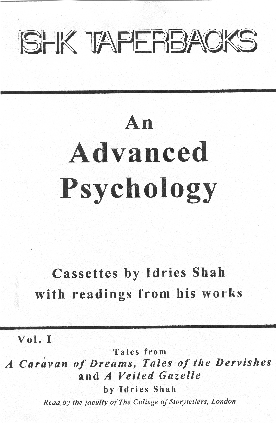 ISHK TAPERBACKS
An
Advanced
Psychology
Cassettes by Idries Shah
with readings from his works
Vol. I
Tales from
A Caravan of Dreams, Tales of the Dervishes
and A Veiled Gazelle
by Idries Shah
Read by the faculty of The College of Storytellers, London